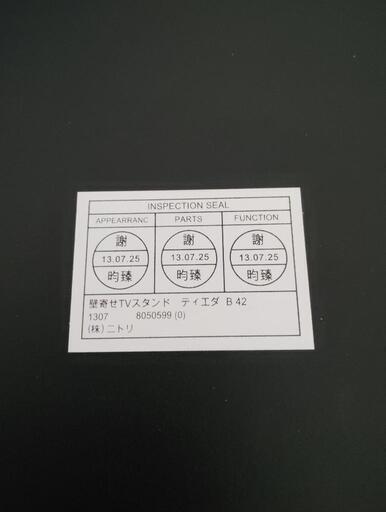 INSPECTION SEAL
APPEARRANC PARTS FUNCTION
謝 謝 謝
13.07.25 13.07.25 13.07.25
昀臻 昀臻 昀臻
壁寄せTVスタンド ティエダ B 42
1307 8050599 (0)
(株)ニトリ